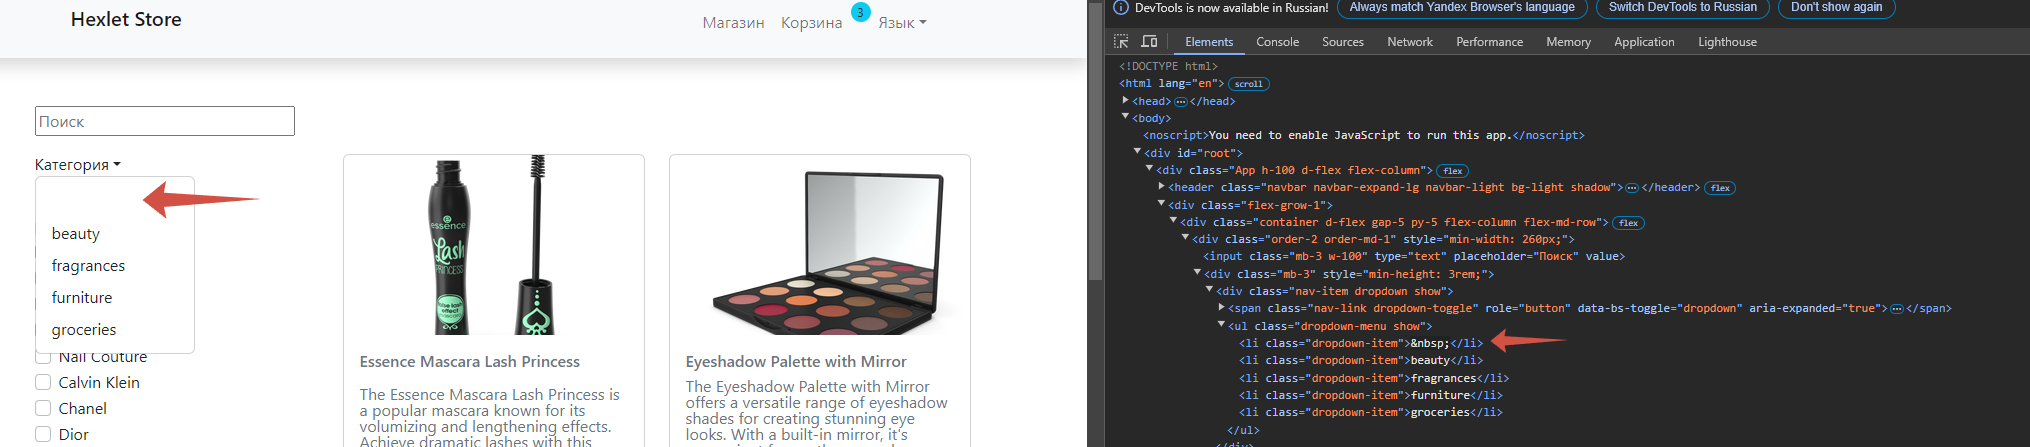 Hexlet Store
Магазин Корзина 3 Язык
Поиск
Категория
beauty
fragrances
furniture
groceries
Nail Couture
Calvin Klein
Chanel
Dior
essence
Lash
PRINCESS
false lash
effect
mascara
Essence Mascara Lash Princess
The Essence Mascara Lash Princess is
a popular mascara known for its
volumizing and lengthening effects.
Achieve dramatic lashes with this
Eyeshadow Palette with Mirror
The Eyeshadow Palette with Mirror
offers a versatile range of eyeshadow
shades for creating stunning eye
looks. With a built-in mirror, it's
DevTools is now available in Russian! Always match Yandex Browser's language Switch DevTools to Russian Don't show again
Elements Console Sources Network Performance Memory Application Lighthouse
<!DOCTYPE html>
<html lang="en"> scroll
<head> ⋯ </head>
<body>
<noscript>You need to enable JavaScript to run this app.</noscript>
<div id="root">
<div class="App h-100 d-flex flex-column"> flex
<header class="navbar navbar-expand-lg navbar-light bg-light shadow"> ⋯ </header> flex
<div class="flex-grow-1">
<div class="container d-flex gap-5 py-5 flex-column flex-md-row"> flex
<div class="order-2 order-md-1" style="min-width: 260px;">
<input class="mb-3 w-100" type="text" placeholder="Поиск" value>
<div class="mb-3" style="min-height: 3rem;">
<div class="nav-item dropdown show">
<span class="nav-link dropdown-toggle" role="button" data-bs-toggle="dropdown" aria-expanded="true"> ⋯ </span>
<ul class="dropdown-menu show">
<li class="dropdown-item">&nbsp;</li>
<li class="dropdown-item">beauty</li>
<li class="dropdown-item">fragrances</li>
<li class="dropdown-item">furniture</li>
<li class="dropdown-item">groceries</li>
</ul>
</div>